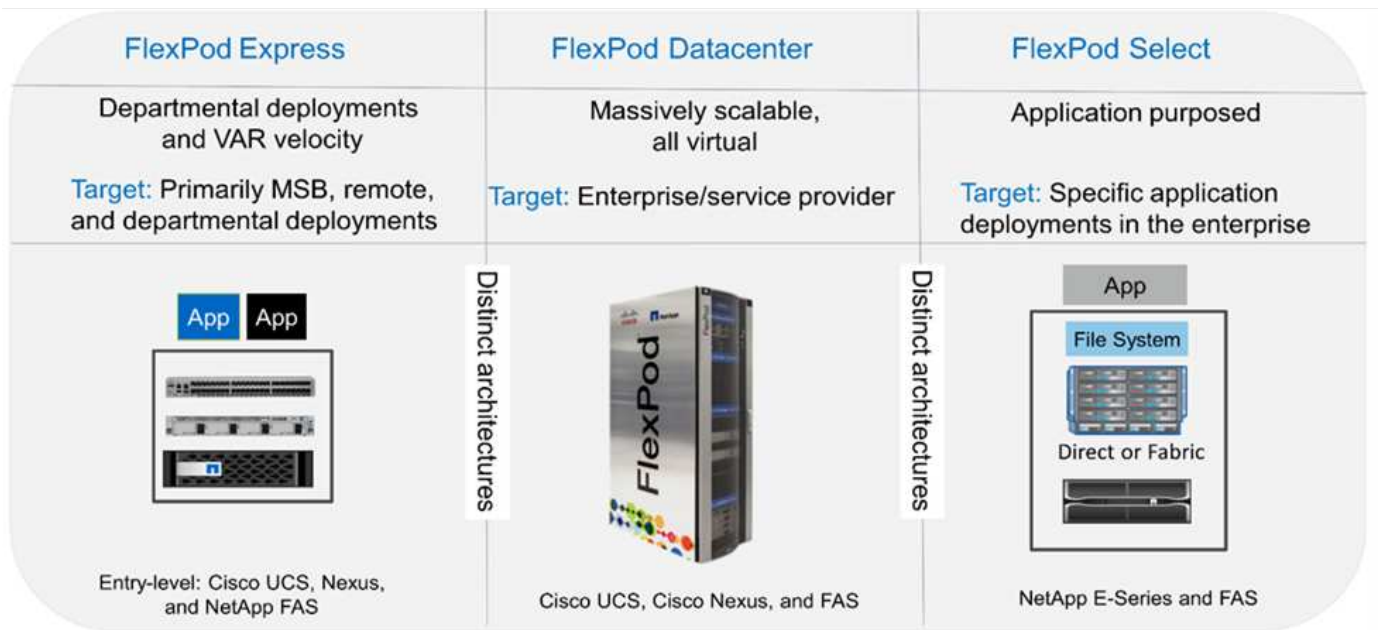 FlexPod Express
Departmental deployments
and VAR velocity
Target: Primarily MSB, remote,
and departmental deployments
App
App
Entry-level: Cisco UCS, Nexus,
and NetApp FAS
Distinct architectures
FlexPod Datacenter
Massively scalable,
all virtual
Target: Enterprise/service provider
FlexPod
FlexPod
Cisco UCS, Cisco Nexus, and FAS
Distinct architectures
FlexPod Select
Application purposed
Target: Specific application
deployments in the enterprise
App
File System
Direct or Fabric
NetApp E-Series and FAS